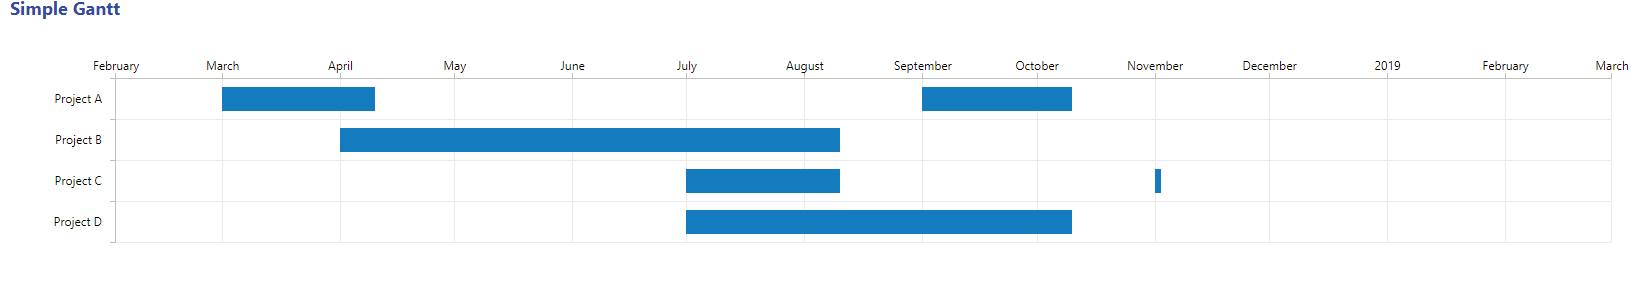 Simple Gantt
February March April May June July August September October November December 2019 February March
Project A
Project B
Project C
Project D